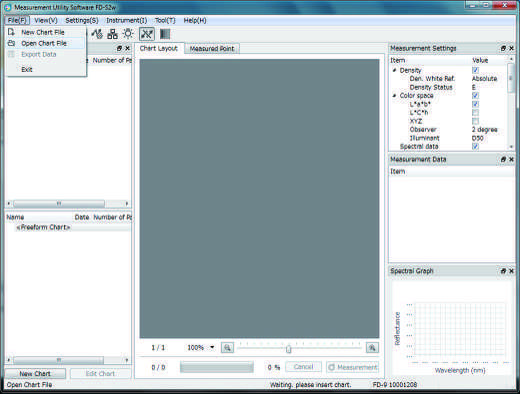 Measurement Utility Software FD-S2w
File(F) View(V) Settings(S) Instrument(I) Tool(T) Help(H)
New Chart File
Open Chart File
Export Data
Exit
Date Number of Pa
Chart Layout Measured Point
Measurement Settings
Item Value
Density
Den. White Ref. Absolute
Density Status E
Color space
L*a*b*
L*C*h
XYZ
Observer 2 degree
Illuminant D50
Spectral data
Measurement Data
Item
Name Date Number of Pa
<Freeform Chart>
Spectral Graph
Reflectance
Wavelength (nm)
1 / 1 100%
0 / 0 0 % Cancel Measurement
New Chart Edit Chart
Open Chart File Waiting. please insert chart. FD-9 10001208